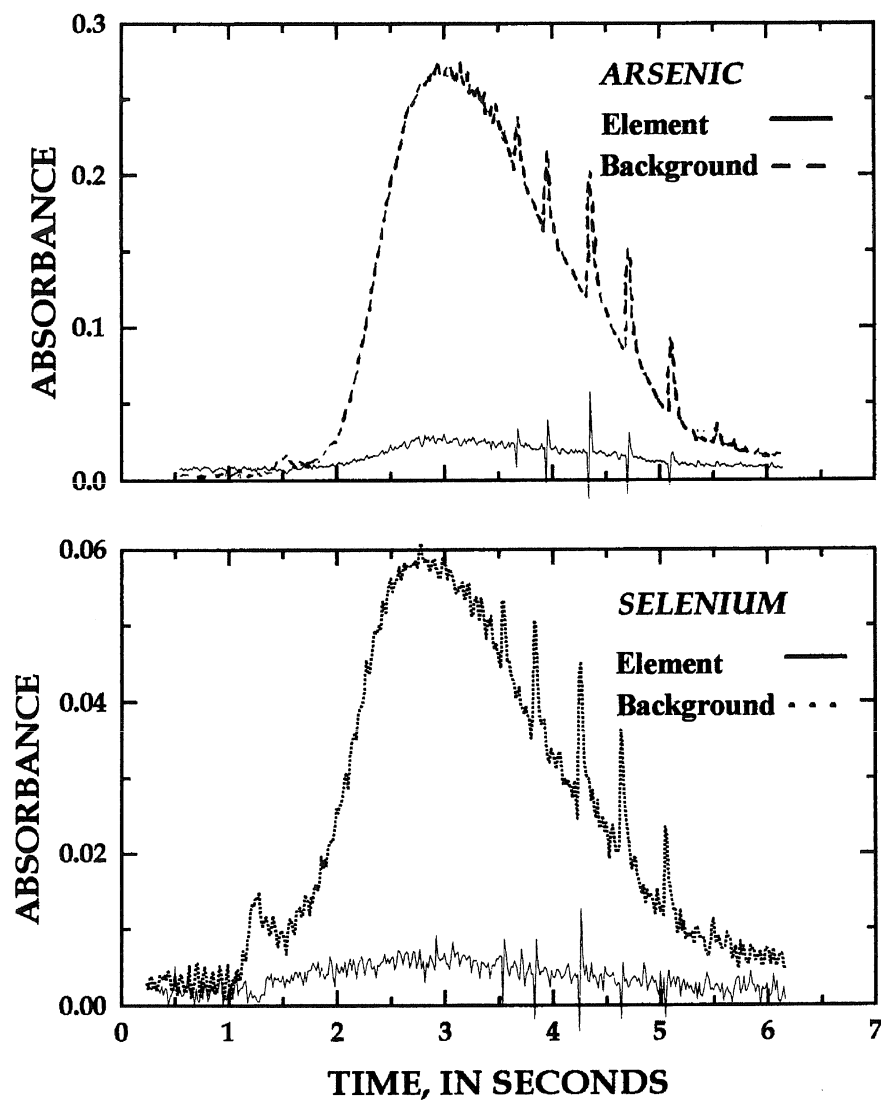 0.3
ARSENIC
Element
Background
0.2
ABSORBANCE
0.1
0.0
0.06
SELENIUM
Element
Background
0.04
ABSORBANCE
0.02
0.00
0 1 2 3 4 5 6 7
TIME, IN SECONDS